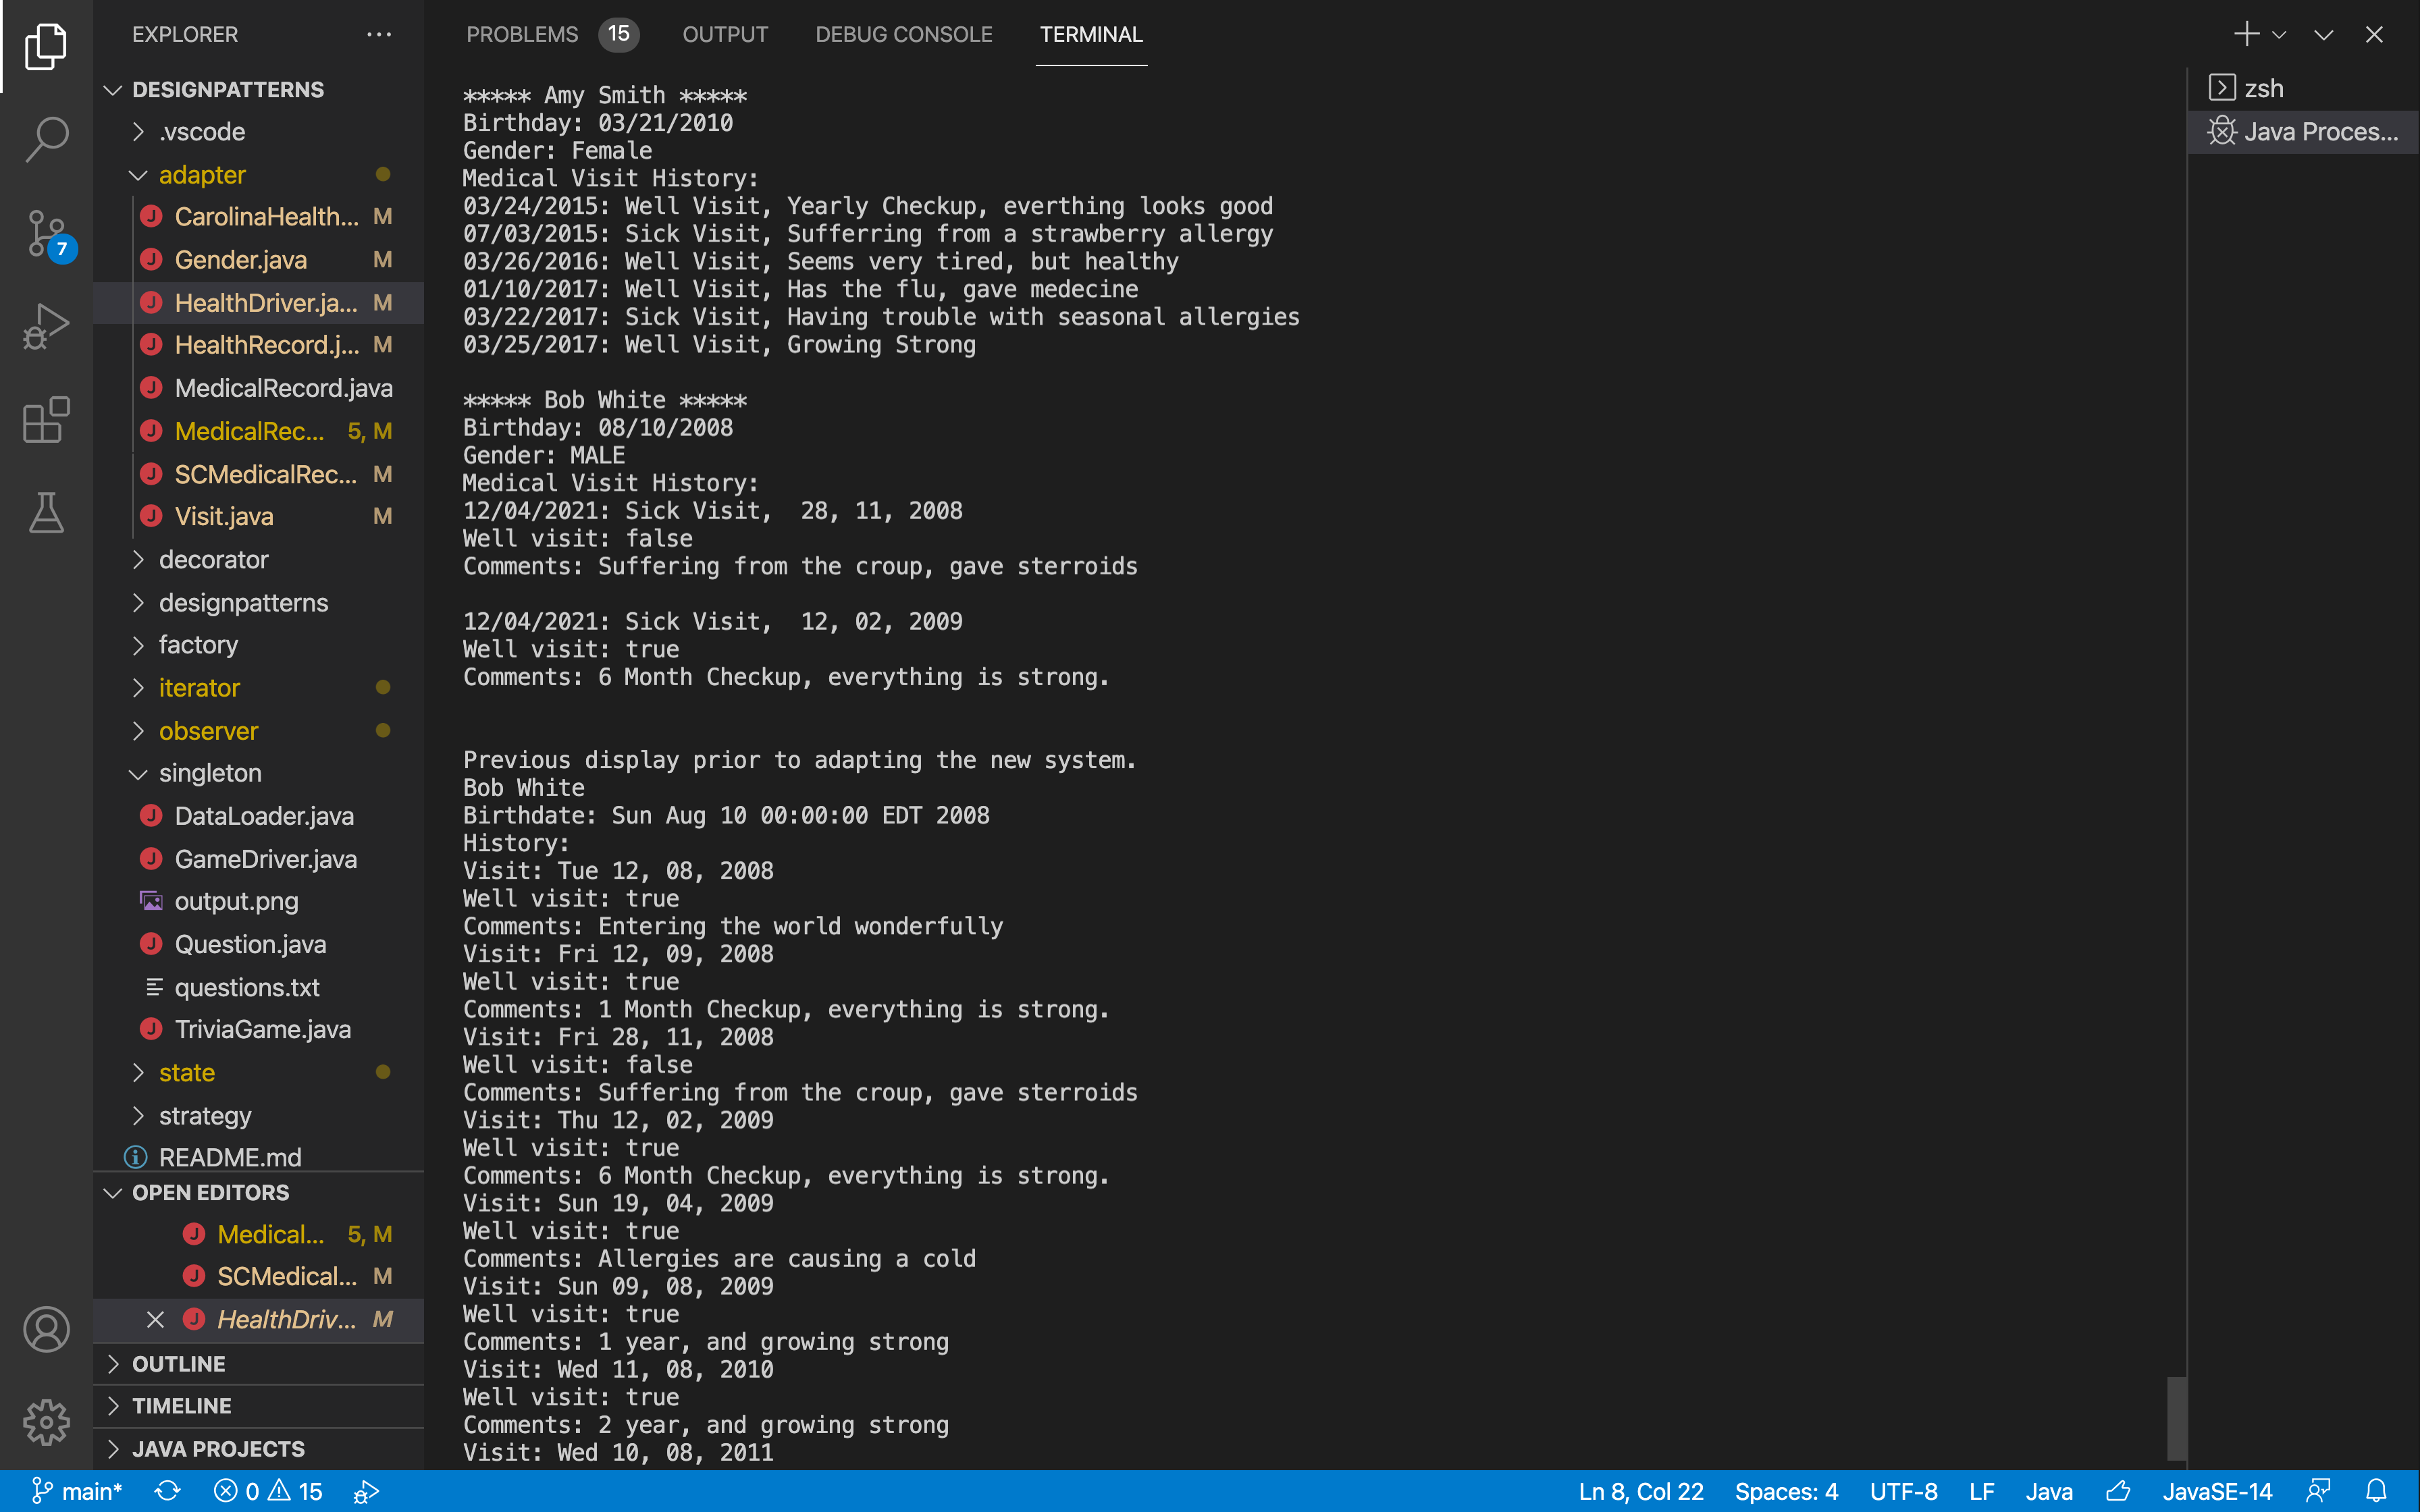 EXPLORER
DESIGNPATTERNS
.vscode
adapter
CarolinaHealth... M
Gender.java M
HealthDriver.ja... M
HealthRecord.j... M
MedicalRecord.java
MedicalRec... 5, M
SCMedicalRec... M
Visit.java M
decorator
designpatterns
factory
iterator
observer
singleton
DataLoader.java
GameDriver.java
output.png
Question.java
questions.txt
TriviaGame.java
state
strategy
README.md
OPEN EDITORS
Medical... 5, M
SCMedical... M
HealthDriv... M
OUTLINE
TIMELINE
JAVA PROJECTS
7
PROBLEMS 15 OUTPUT DEBUG CONSOLE TERMINAL
***** Amy Smith *****
Birthday: 03/21/2010
Gender: Female
Medical Visit History:
03/24/2015: Well Visit, Yearly Checkup, everthing looks good
07/03/2015: Sick Visit, Sufferring from a strawberry allergy
03/26/2016: Well Visit, Seems very tired, but healthy
01/10/2017: Well Visit, Has the flu, gave medecine
03/22/2017: Sick Visit, Having trouble with seasonal allergies
03/25/2017: Well Visit, Growing Strong
***** Bob White *****
Birthday: 08/10/2008
Gender: MALE
Medical Visit History:
12/04/2021: Sick Visit,  28, 11, 2008
Well visit: false
Comments: Suffering from the croup, gave sterroids
12/04/2021: Sick Visit,  12, 02, 2009
Well visit: true
Comments: 6 Month Checkup, everything is strong.
Previous display prior to adapting the new system.
Bob White
Birthdate: Sun Aug 10 00:00:00 EDT 2008
History:
Visit: Tue 12, 08, 2008
Well visit: true
Comments: Entering the world wonderfully
Visit: Fri 12, 09, 2008
Well visit: true
Comments: 1 Month Checkup, everything is strong.
Visit: Fri 28, 11, 2008
Well visit: false
Comments: Suffering from the croup, gave sterroids
Visit: Thu 12, 02, 2009
Well visit: true
Comments: 6 Month Checkup, everything is strong.
Visit: Sun 19, 04, 2009
Well visit: true
Comments: Allergies are causing a cold
Visit: Sun 09, 08, 2009
Well visit: true
Comments: 1 year, and growing strong
Visit: Wed 11, 08, 2010
Well visit: true
Comments: 2 year, and growing strong
Visit: Wed 10, 08, 2011
zsh
Java Proces...
main* 0 15
Ln 8, Col 22 Spaces: 4 UTF-8 LF Java JavaSE-14